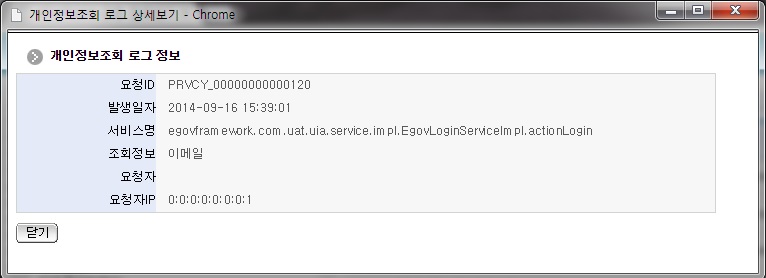 개인정보조회 로그 상세보기 - Chrome
개인정보조회 로그 정보
요청ID PRVCY_00000000000120
발생일자 2014-09-16 15:39:01
서비스명 egovframework.com.uat.uia.service.impl.EgovLoginServiceImpl.actionLogin
조회정보 이메일
요청자
요청자IP 0:0:0:0:0:0:0:1
닫기